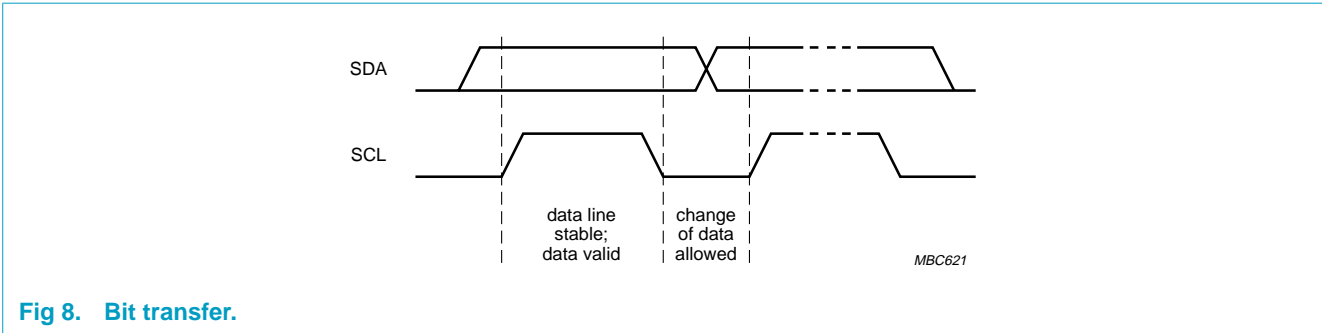 SDA
SCL
data line
stable;
data valid
change
of data
allowed
MBC621
Fig 8. Bit transfer.